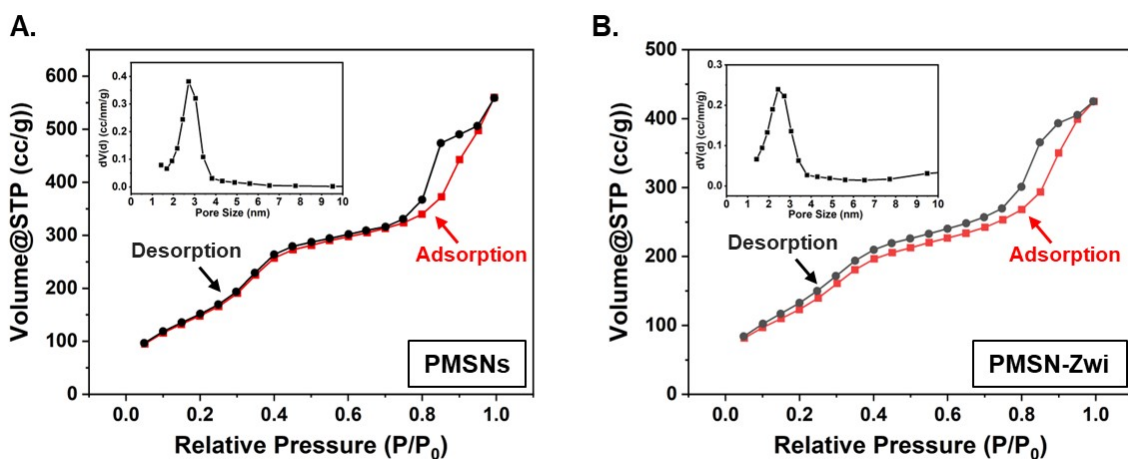 A.
Volume@STP (cc/g))
600
500
400
300
200
100
0
dV(d) (cc/nm/g)
0.4
0.3
0.2
0.1
0.0
0 1 2 3 4 5 6 7 8 9 10
Pore Size (nm)
Desorption
Adsorption
PMSNs
0.0 0.2 0.4 0.6 0.8 1.0
Relative Pressure (P/P₀)
B.
Volume@STP (cc/g))
500
400
300
200
100
0
dV(d) (cc/nm/g)
0.3
0.2
0.1
0.0
0 1 2 3 4 5 6 7 8 9 10
Pore Size (nm)
Desorption
Adsorption
PMSN-Zwi
0.0 0.2 0.4 0.6 0.8 1.0
Relative Pressure (P/P₀)